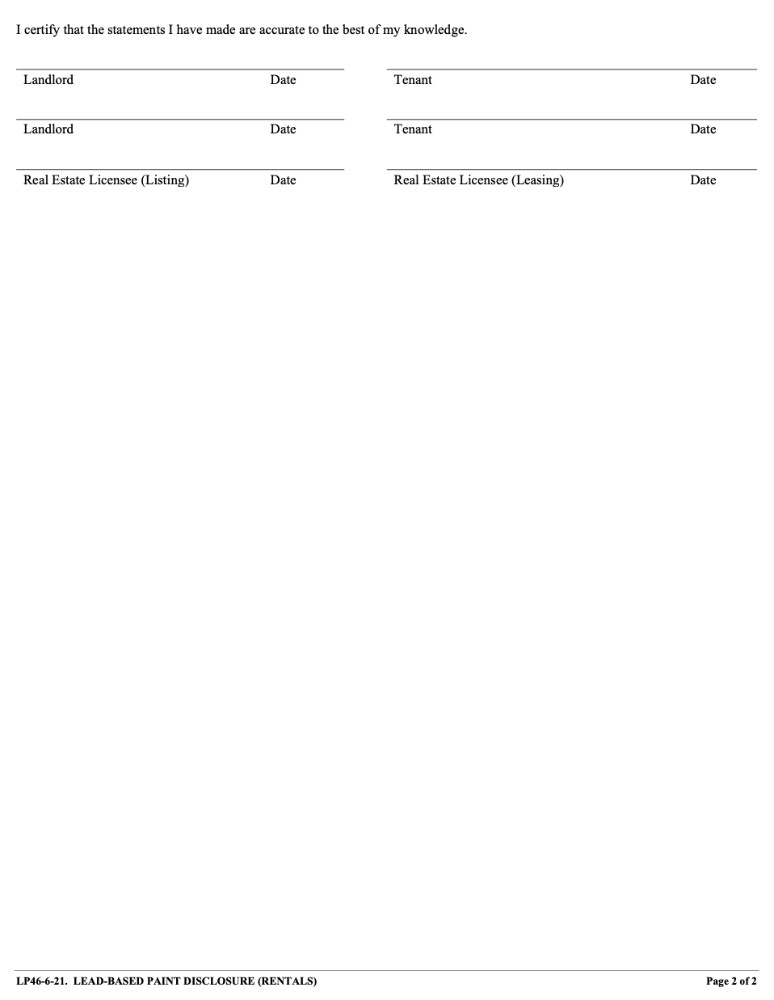 I certify that the statements I have made are accurate to the best of my knowledge.
Landlord Date Tenant Date
Landlord Date Tenant Date
Real Estate Licensee (Listing) Date Real Estate Licensee (Leasing) Date
LP46-6-21. LEAD-BASED PAINT DISCLOSURE (RENTALS) Page 2 of 2